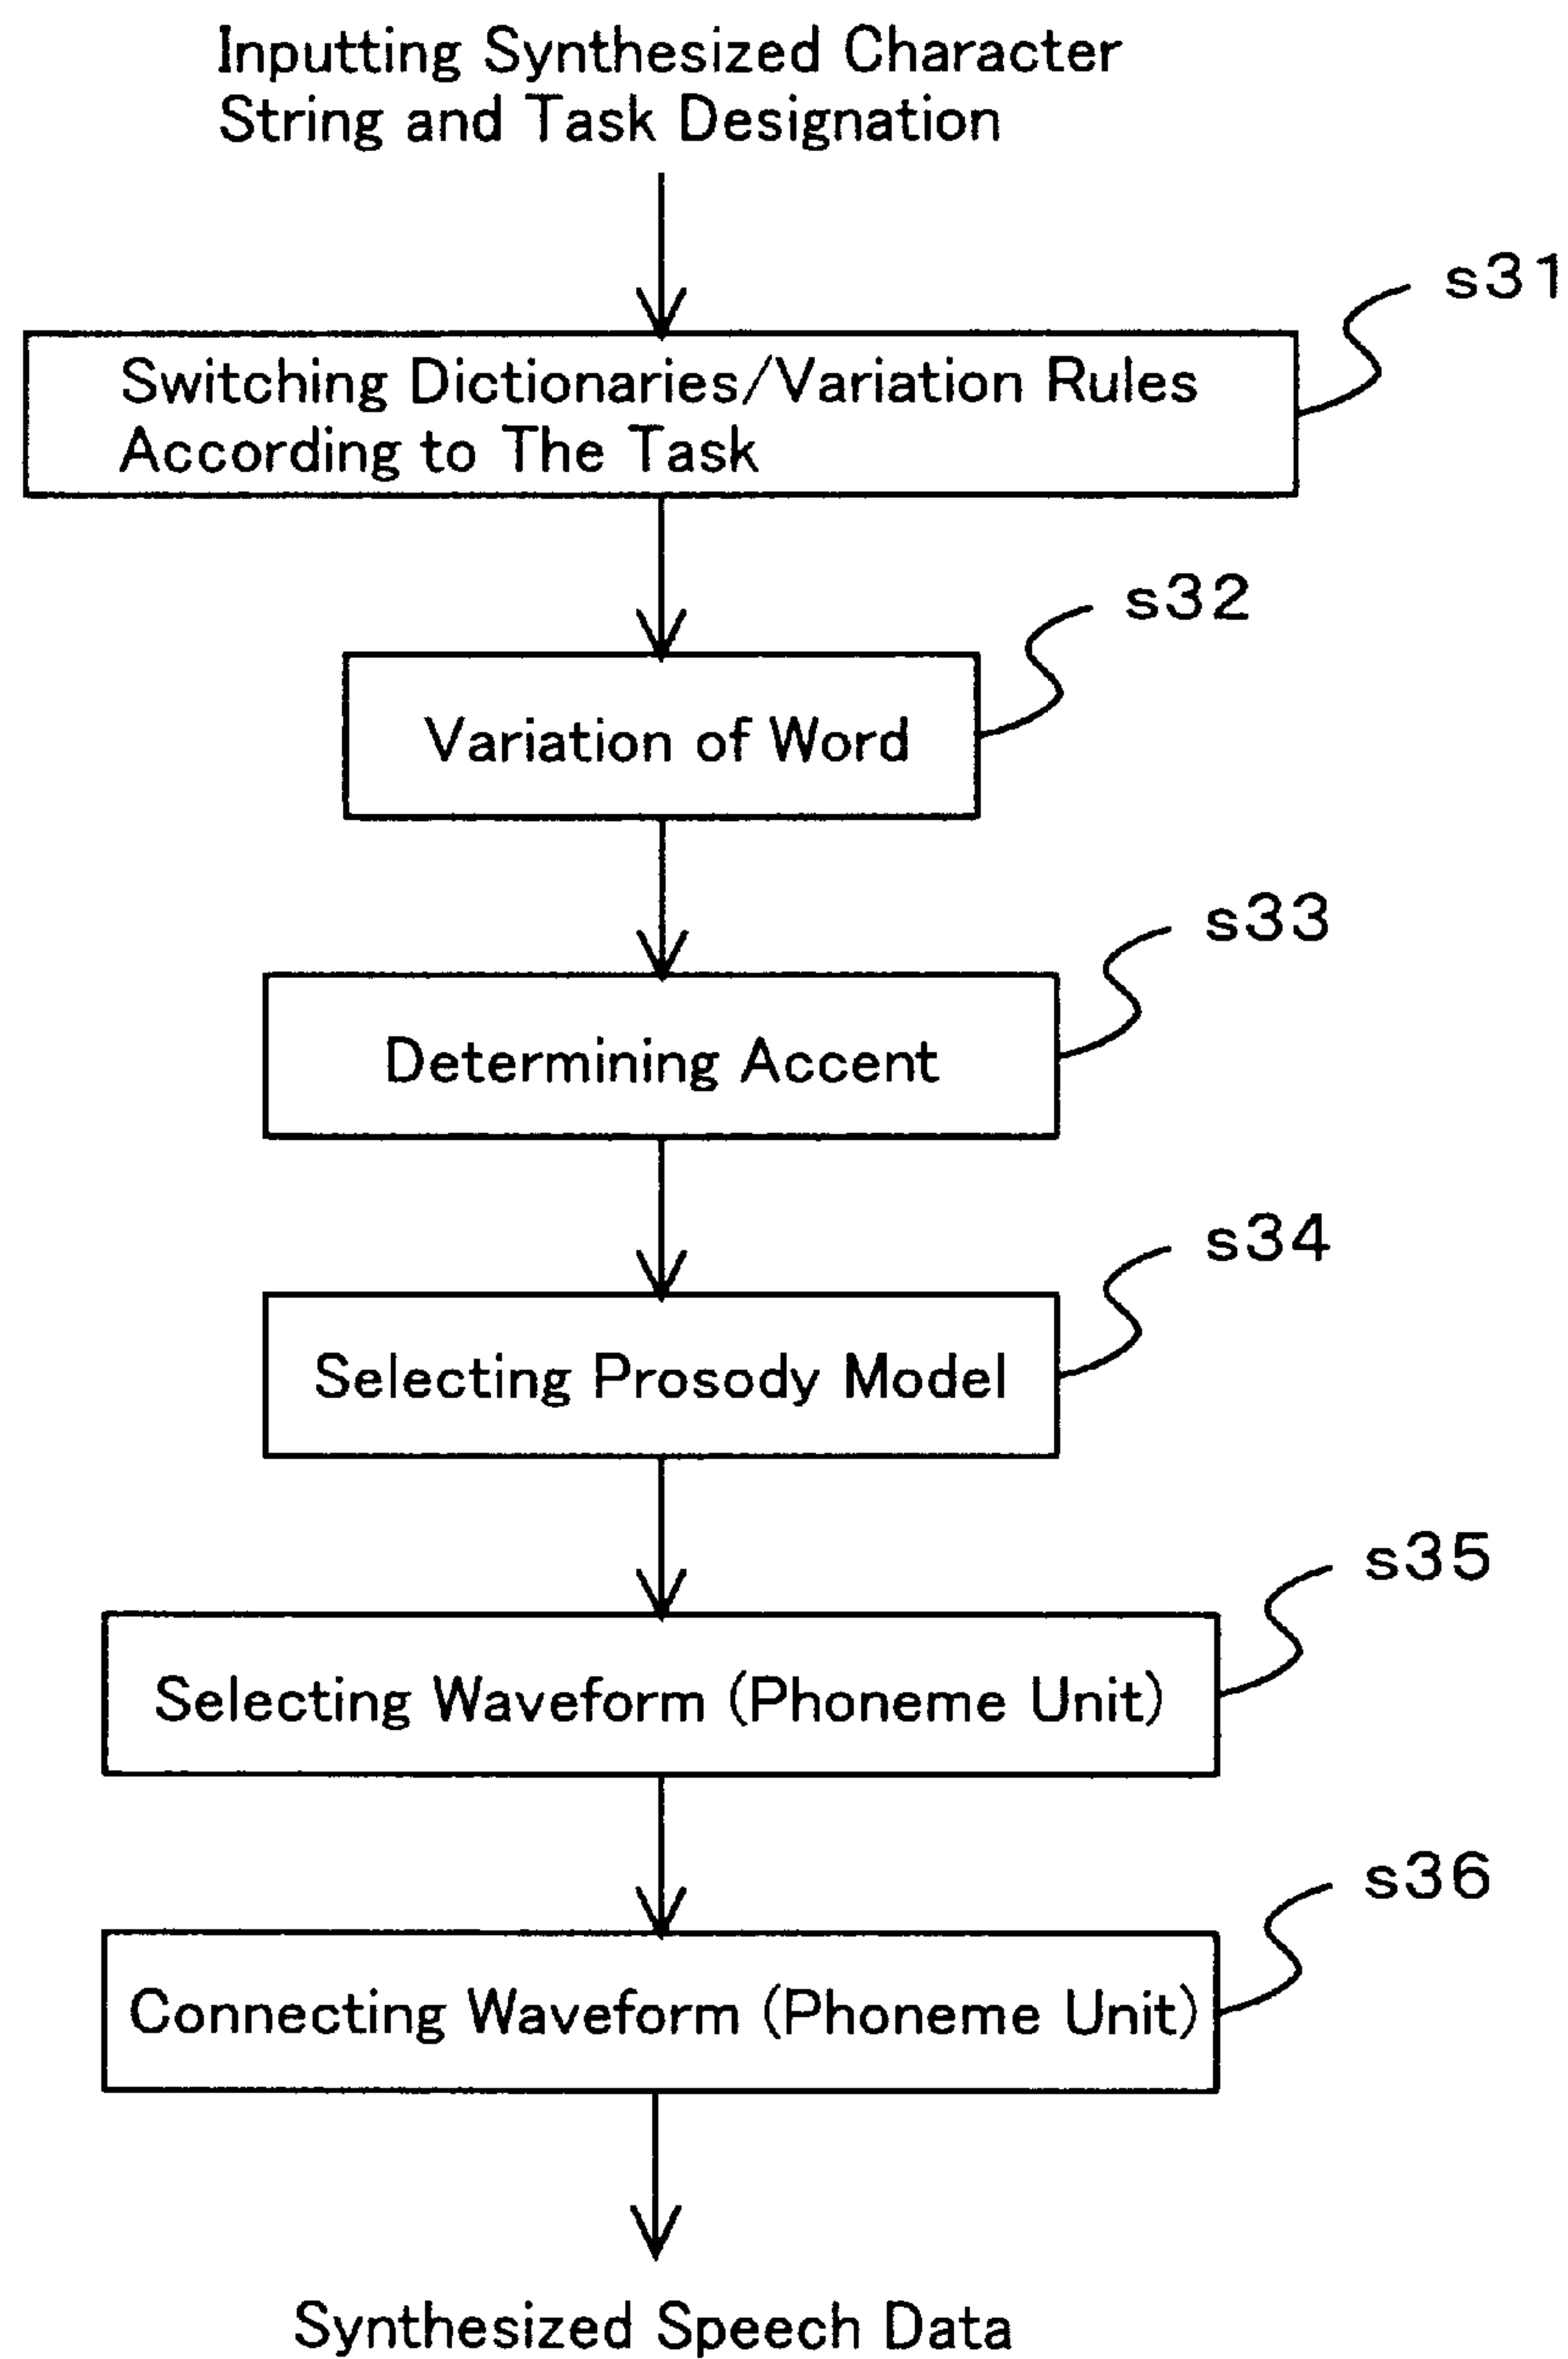 Inputting Synthesized Character
String and Task Designation
s31
Switching Dictionaries/Variation Rules
According to The Task
s32
Variation of Word
s33
Determining Accent
s34
Selecting Prosody Model
s35
Selecting Waveform (Phoneme Unit)
s36
Connecting Waveform (Phoneme Unit)
Synthesized Speech Data